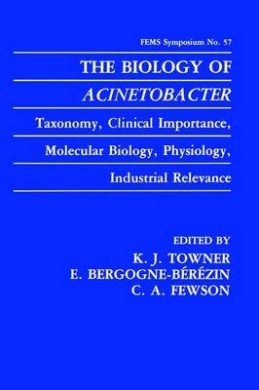 FEMS Symposium No. 57
THE BIOLOGY OF
ACINETOBACTER
Taxonomy, Clinical Importance,
Molecular Biology, Physiology,
Industrial Relevance
EDITED BY
K. J. TOWNER
E. BERGOGNE-BÉRÉZIN
C. A. FEWSON